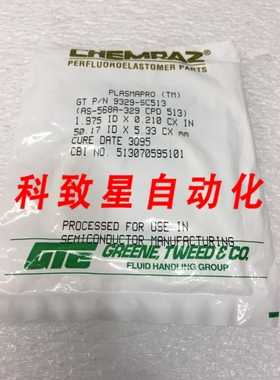 CHEMRAZ®
PERFLUOROELASTOMER PARTS
PLASMAPRO (TM)
GT P/N 9329-SC513
(AS-568A-329 CPD 513)
1.975 ID X 0.210 CX IN
50.17 ID X 5.33 CX MM
CURE DATE 3Q95
CBI NO. 513070595101
科致星自动化
PROCESSED FOR USE IN
SEMICONDUCTOR MANUFACTURING
GTC GREENE, TWEED & CO.
FLUID HANDLING GROUP